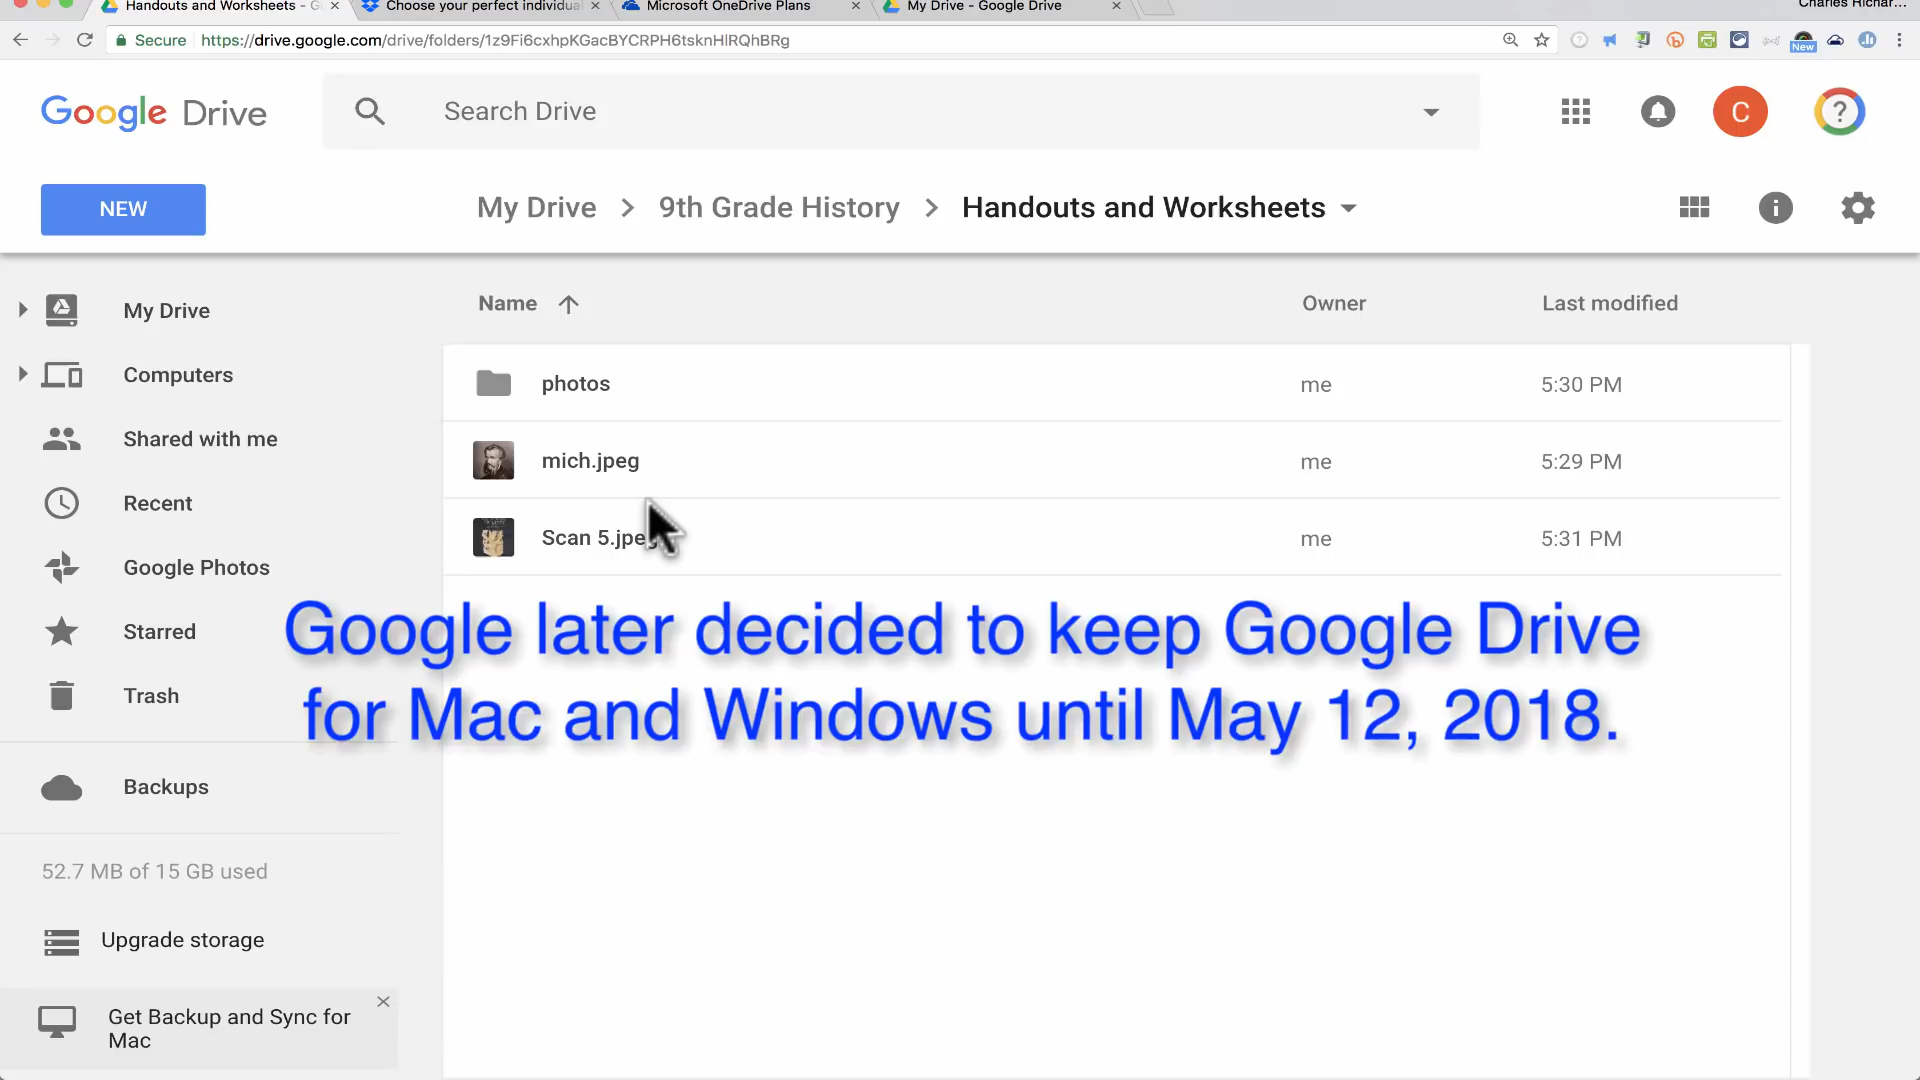 Handouts and Worksheets - G
Choose your perfect individual
Microsoft OneDrive Plans
My Drive - Google Drive
Charles Richar...
Secure
https://drive.google.com/drive/folders/1z9Fi6cxhpKGacBYCRPH6tsknHlRQhBRg
New
Google Drive
Search Drive
C
?
NEW
My Drive > 9th Grade History > Handouts and Worksheets
Name
Owner
Last modified
My Drive
Computers
Shared with me
Recent
Google Photos
Starred
Trash
Backups
52.7 MB of 15 GB used
Upgrade storage
Get Backup and Sync for
Mac
photos me 5:30 PM
mich.jpeg me 5:29 PM
Scan 5.jpeg me 5:31 PM
Google later decided to keep Google Drive
for Mac and Windows until May 12, 2018.